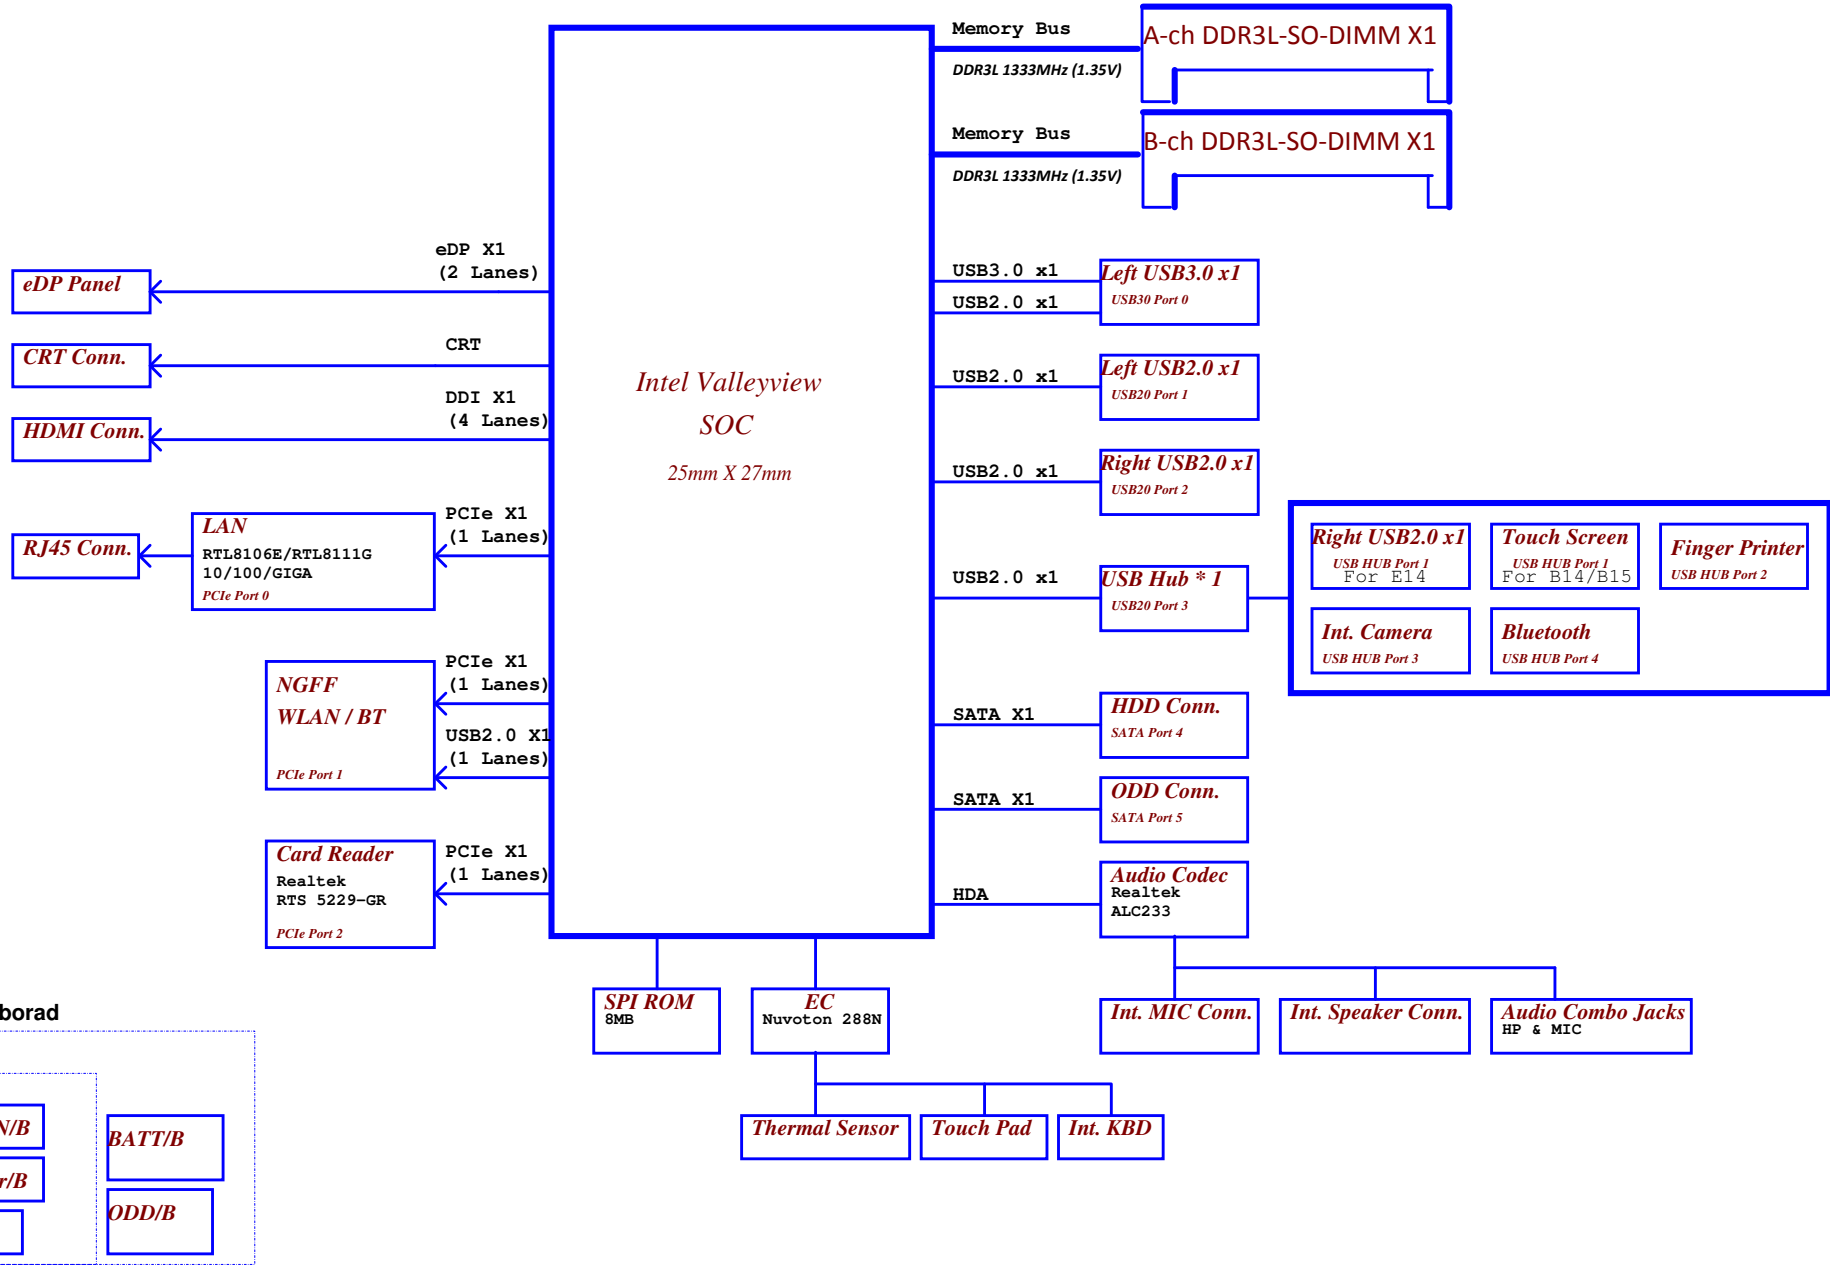 Memory Bus
DDR3L 1333MHz (1.35V)
A-ch DDR3L-SO-DIMM X1
Memory Bus
DDR3L 1333MHz (1.35V)
B-ch DDR3L-SO-DIMM X1
eDP X1
(2 Lanes)
eDP Panel
CRT
CRT Conn.
DDI X1
(4 Lanes)
HDMI Conn.
PCIe X1
(1 Lanes)
LAN
RTL8106E/RTL8111G
10/100/GIGA
PCIe Port 0
RJ45 Conn.
PCIe X1
(1 Lanes)
NGFF
WLAN / BT
USB2.0 X1
(1 Lanes)
PCIe Port 1
PCIe X1
(1 Lanes)
Card Reader
Realtek
RTS 5229-GR
PCIe Port 2
Intel Valleyview
SOC
25mm X 27mm
USB3.0 x1
USB2.0 x1
Left USB3.0 x1
USB30 Port 0
USB2.0 x1
Left USB2.0 x1
USB20 Port 1
USB2.0 x1
Right USB2.0 x1
USB20 Port 2
USB2.0 x1
USB Hub * 1
USB20 Port 3
Right USB2.0 x1
USB HUB Port 1
For E14
Touch Screen
USB HUB Port 1
For B14/B15
Finger Printer
USB HUB Port 2
Int. Camera
USB HUB Port 3
Bluetooth
USB HUB Port 4
SATA X1
HDD Conn.
SATA Port 4
SATA X1
ODD Conn.
SATA Port 5
HDA
Audio Codec
Realtek
ALC233
Int. MIC Conn.
Int. Speaker Conn.
Audio Combo Jacks
HP & MIC
SPI ROM
8MB
EC
Nuvoton 288N
Thermal Sensor
Touch Pad
Int. KBD
borad
N/B
r/B
BATT/B
ODD/B